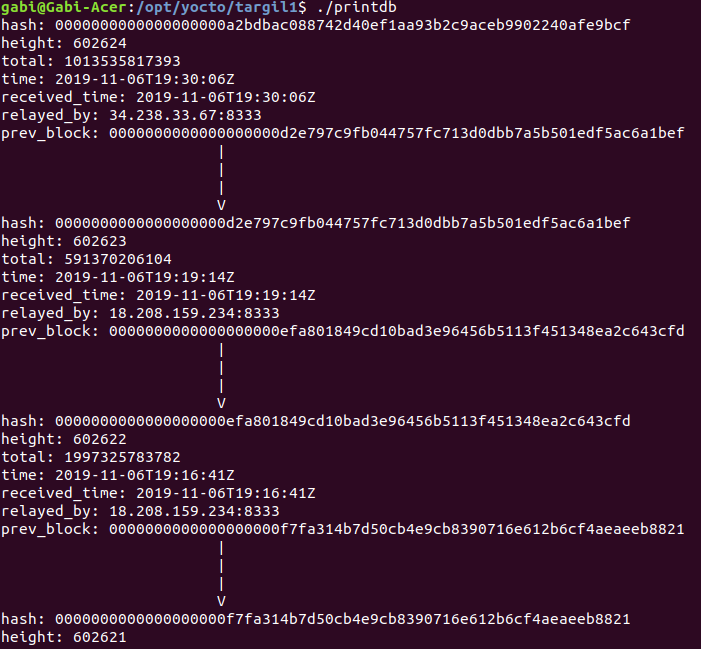 gabi@Gabi-Acer:/opt/yocto/targil1$ ./printdb
hash: 0000000000000000000a2bdbac088742d40ef1aa93b2c9aceb9902240afe9bcf
height: 602624
total: 1013535817393
time: 2019-11-06T19:30:06Z
received_time: 2019-11-06T19:30:06Z
relayed_by: 34.238.33.67:8333
prev_block: 0000000000000000000d2e797c9fb044757fc713d0dbb7a5b501edf5ac6a1bef
|
|
|
V
hash: 0000000000000000000d2e797c9fb044757fc713d0dbb7a5b501edf5ac6a1bef
height: 602623
total: 591370206104
time: 2019-11-06T19:19:14Z
received_time: 2019-11-06T19:19:14Z
relayed_by: 18.208.159.234:8333
prev_block: 0000000000000000000efa801849cd10bad3e96456b5113f451348ea2c643cfd
|
|
|
V
hash: 0000000000000000000efa801849cd10bad3e96456b5113f451348ea2c643cfd
height: 602622
total: 1997325783782
time: 2019-11-06T19:16:41Z
received_time: 2019-11-06T19:16:41Z
relayed_by: 18.208.159.234:8333
prev_block: 0000000000000000000f7fa314b7d50cb4e9cb8390716e612b6cf4aeaeeb8821
|
|
|
V
hash: 0000000000000000000f7fa314b7d50cb4e9cb8390716e612b6cf4aeaeeb8821
height: 602621